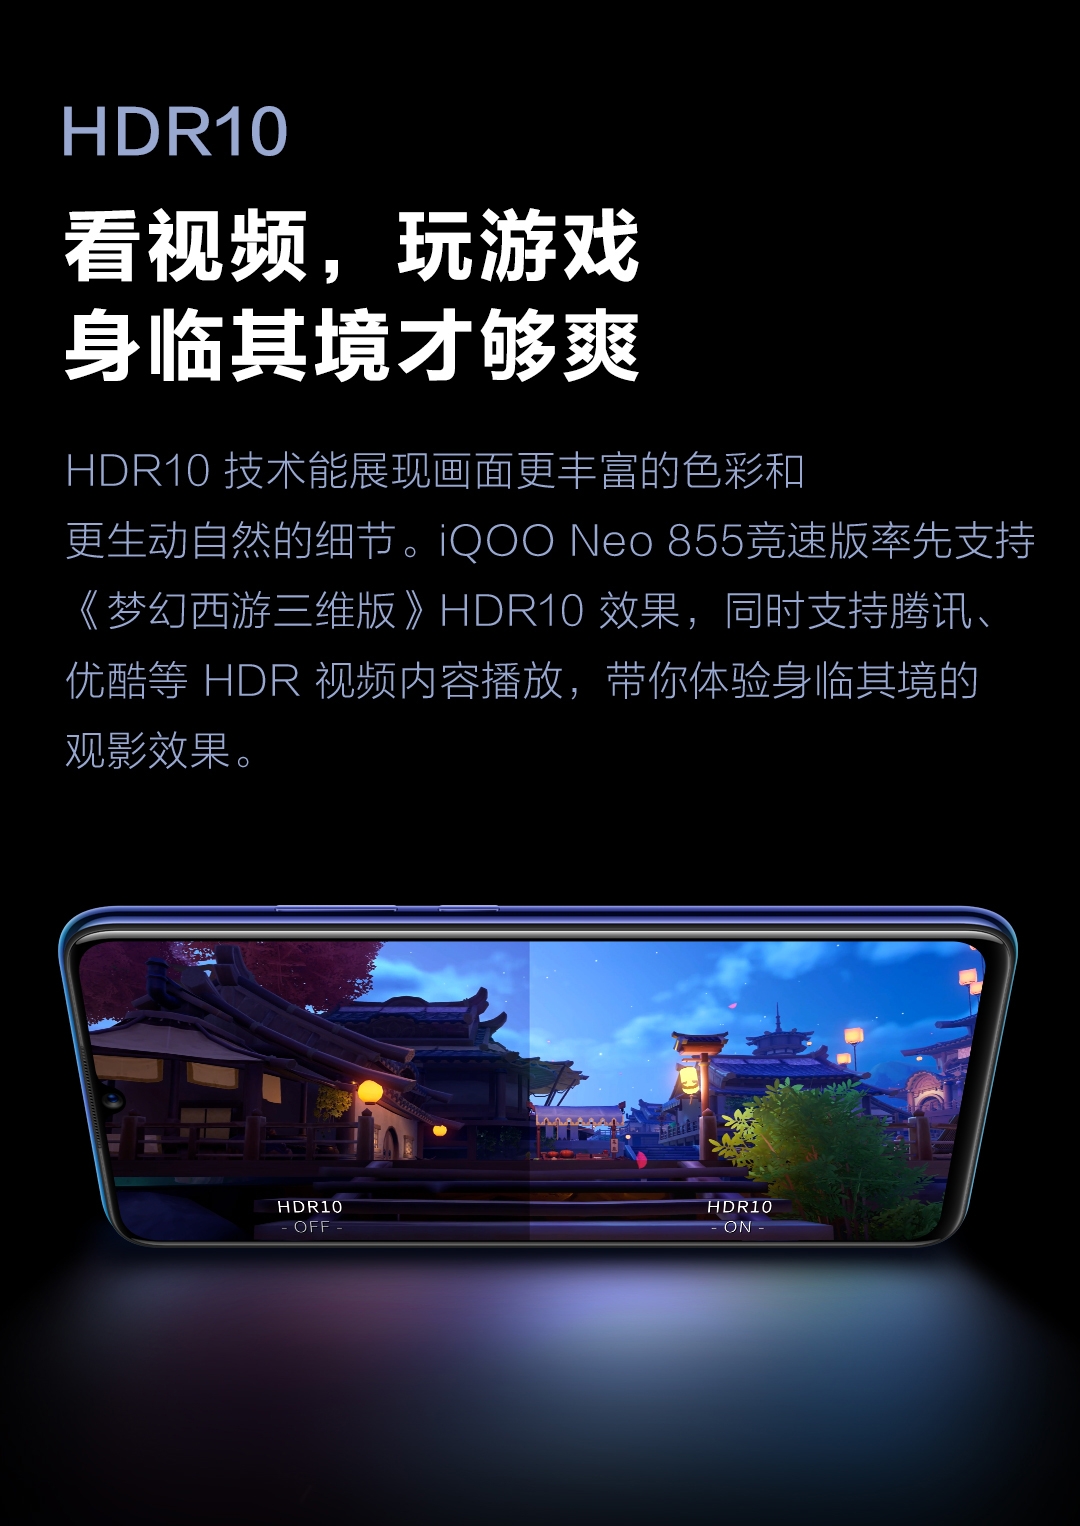 HDR10
看视频，玩游戏
身临其境才够爽
HDR10 技术能展现画面更丰富的色彩和
更生动自然的细节。iQOO Neo 855竞速版率先支持
《梦幻西游三维版》HDR10 效果，同时支持腾讯、
优酷等 HDR 视频内容播放，带你体验身临其境的
观影效果。
HDR10
- OFF -
HDR10
- ON -